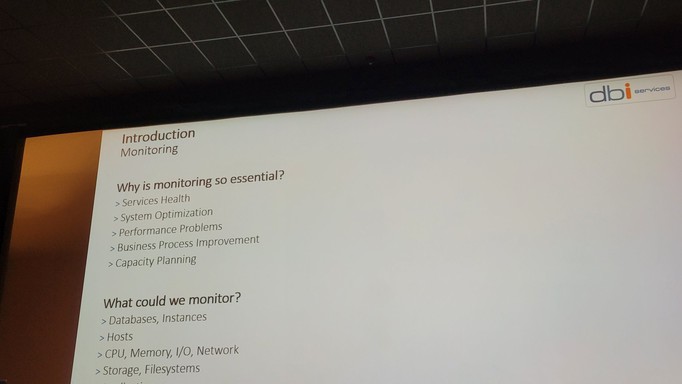 dbi services
Introduction
Monitoring
Why is monitoring so essential?
> Services Health
> System Optimization
> Performance Problems
> Business Process Improvement
> Capacity Planning
What could we monitor?
> Databases, Instances
> Hosts
> CPU, Memory, I/O, Network
> Storage, Filesystems